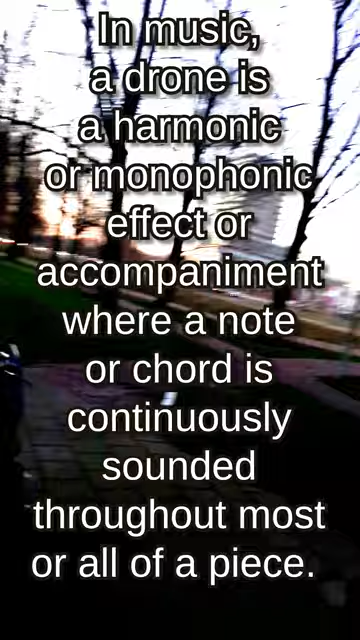 In music,
a drone is
a harmonic
or monophonic
effect or
accompaniment
where a note
or chord is
continuously
sounded
throughout most
or all of a piece.